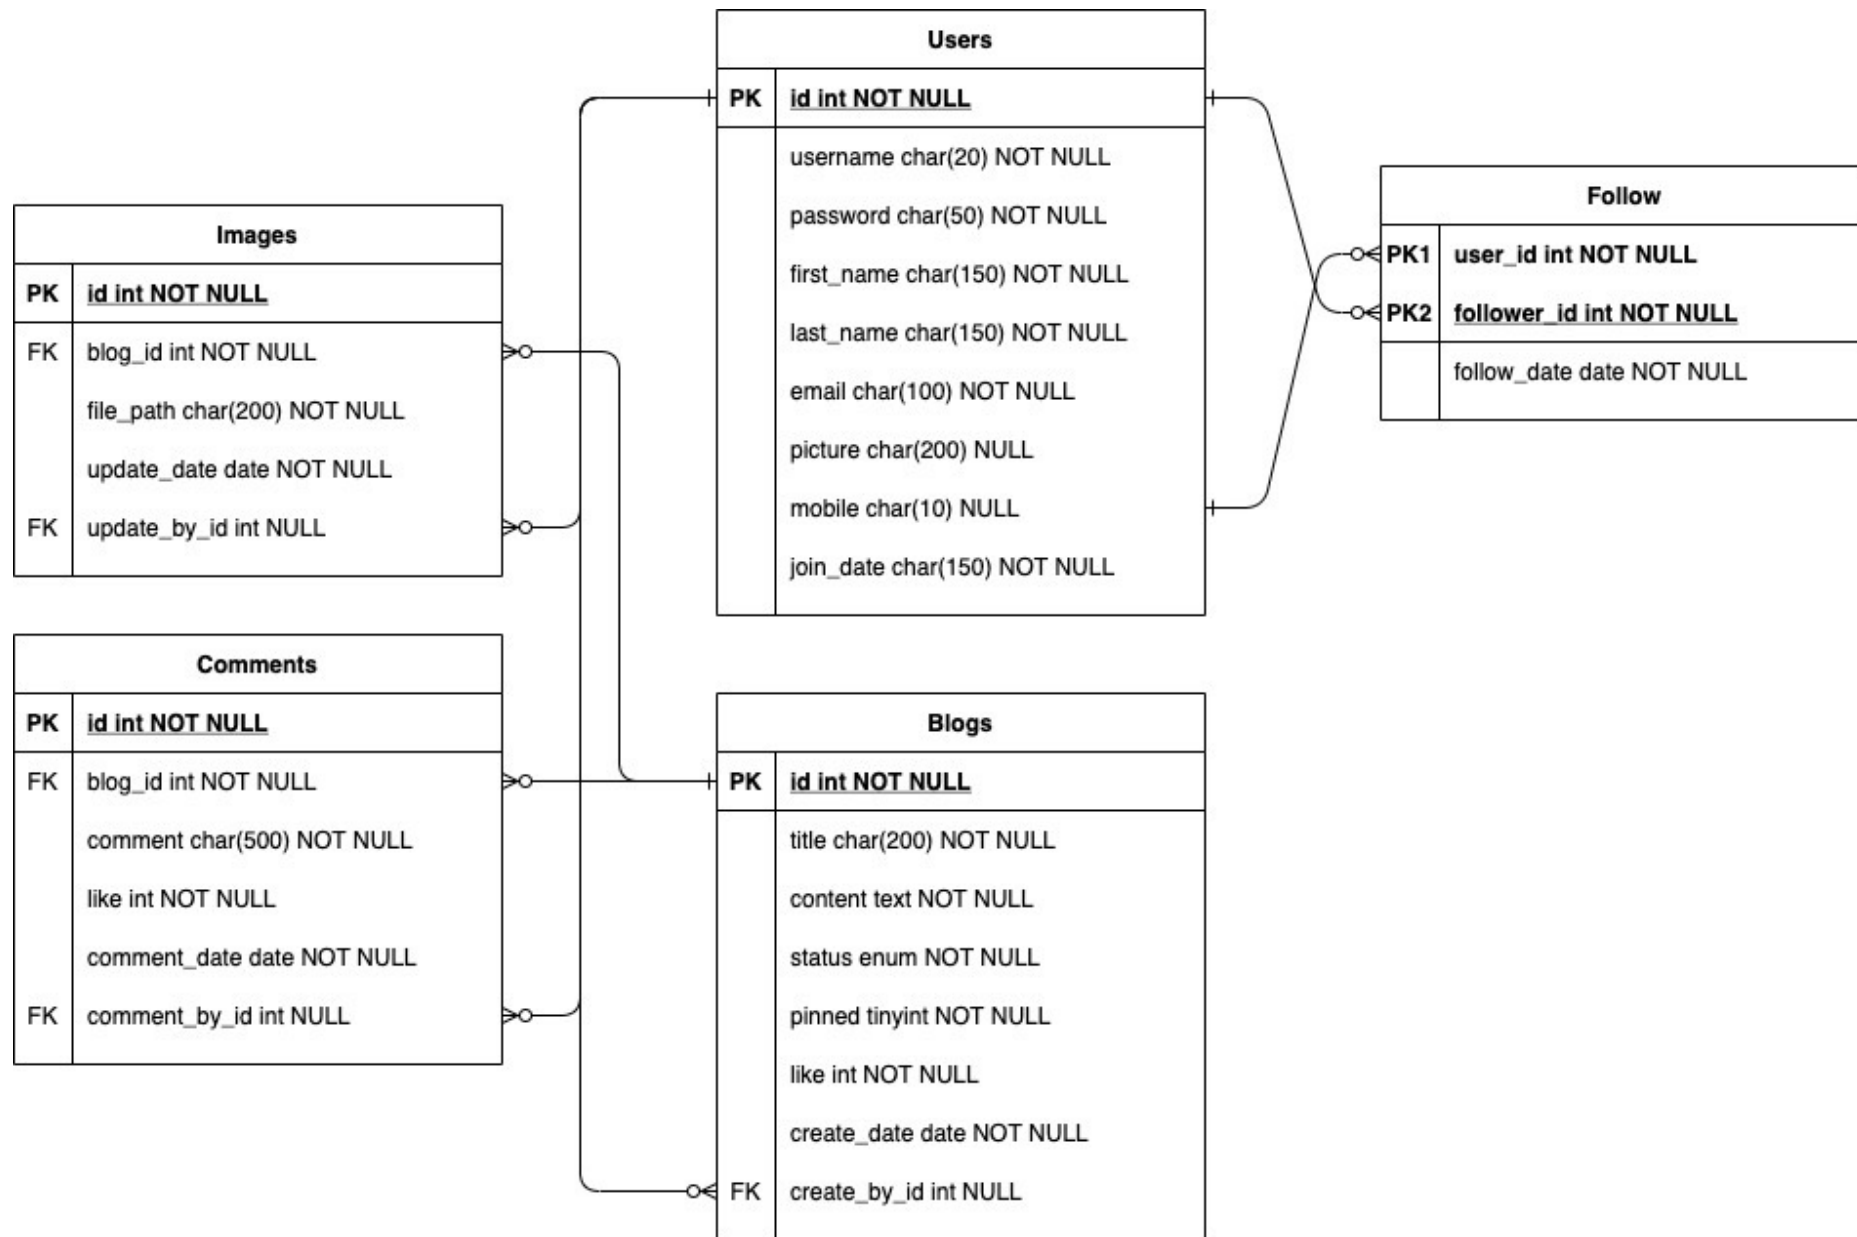 Users
PK id int NOT NULL
username char(20) NOT NULL
password char(50) NOT NULL
first_name char(150) NOT NULL
last_name char(150) NOT NULL
email char(100) NOT NULL
picture char(200) NULL
mobile char(10) NULL
join_date char(150) NOT NULL
Follow
PK1 user_id int NOT NULL
PK2 follower_id int NOT NULL
follow_date date NOT NULL
Images
PK id int NOT NULL
FK blog_id int NOT NULL
file_path char(200) NOT NULL
update_date date NOT NULL
FK update_by_id int NULL
Comments
PK id int NOT NULL
FK blog_id int NOT NULL
comment char(500) NOT NULL
like int NOT NULL
comment_date date NOT NULL
FK comment_by_id int NULL
Blogs
PK id int NOT NULL
title char(200) NOT NULL
content text NOT NULL
status enum NOT NULL
pinned tinyint NOT NULL
like int NOT NULL
create_date date NOT NULL
FK create_by_id int NULL